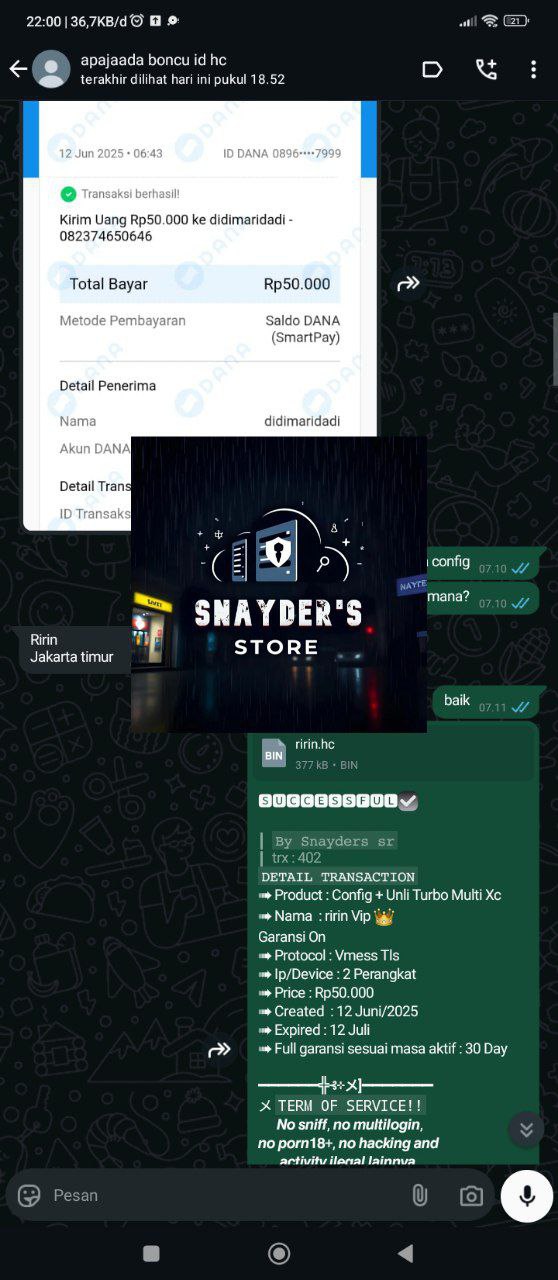 22:00 | 36,7KB/d
21
apajaada boncu id hc
terakhir dilihat hari ini pukul 18.52
DANA
12 Jun 2025 • 06:43
ID DANA 0896••••7999
Transaksi berhasil!
Kirim Uang Rp50.000 ke didimaridadi -
082374650646
Total Bayar
Rp50.000
Metode Pembayaran
Saldo DANA
(SmartPay)
Detail Penerima
Nama
didimaridadi
Akun DANA
Detail Trans
ID Transaks
config
07.10
mana?
07.10
SNAYDER'S
STORE
Ririn
Jakarta timur
baik
07.11
BIN
ririn.hc
377 kB • BIN
SUCCESSFUL
By Snayders sr
trx : 402
DETAIL TRANSACTION
➠ Product : Config + Unli Turbo Multi Xc
➠ Nama : ririn Vip 👑
Garansi On
➠ Protocol : Vmess Tls
➠ Ip/Device : 2 Perangkat
➠ Price : Rp50.000
➠ Created : 12 Juni/2025
➠ Expired : 12 Juli
➠ Full garansi sesuai masa aktif : 30 Day
TERM OF SERVICE!!
No sniff, no multilogin,
no porn18+, no hacking and
activity ilegal lainnya
Pesan